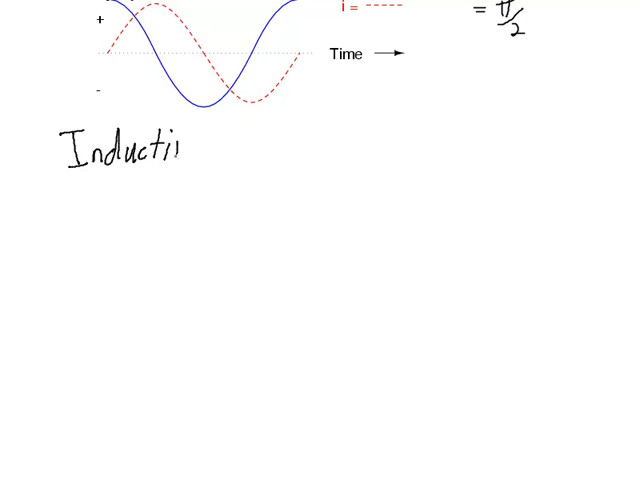 +
i =
= π/2
Time
-
Inducti